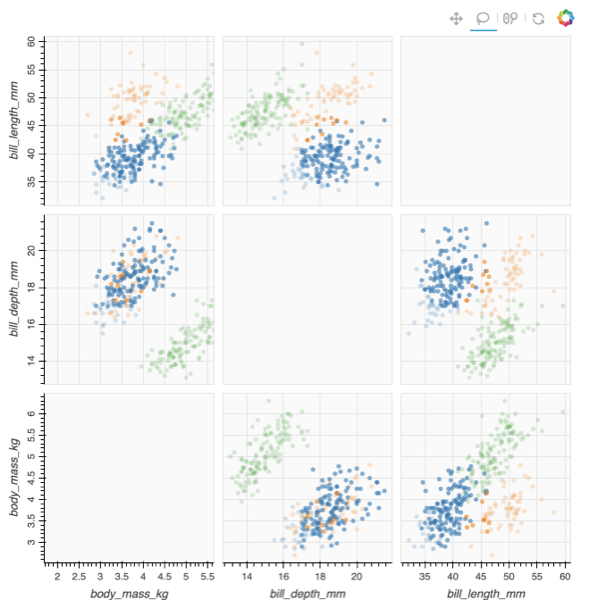 60
55
50
45
40
35
bill_length_mm
20
18
16
14
bill_depth_mm
6
5.5
5
4.5
4
3.5
3
body_mass_kg
2 2.5 3 3.5 4 4.5 5 5.5
14 16 18 20
35 40 45 50 55 60
body_mass_kg bill_depth_mm bill_length_mm